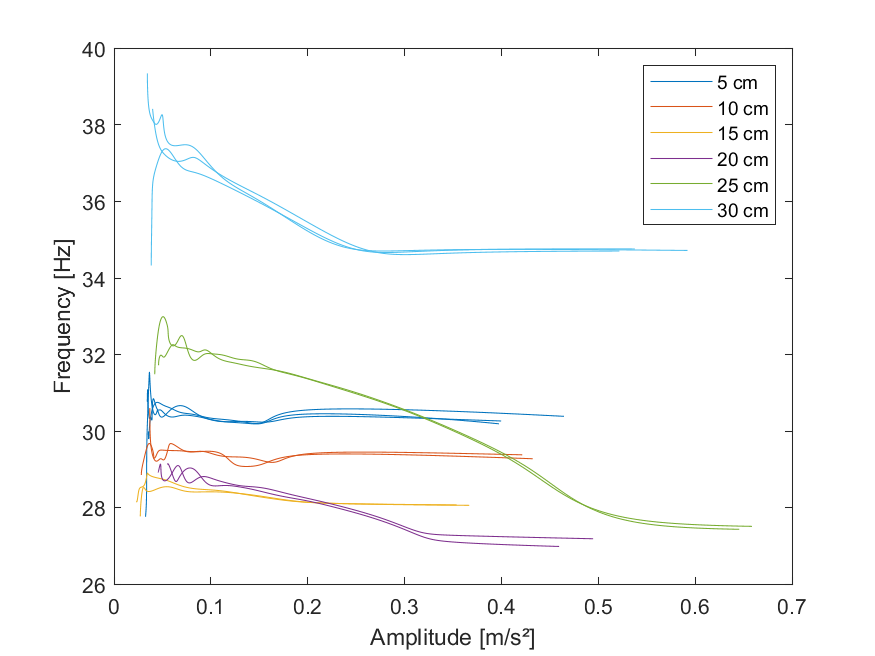 40
38
36
34
32
30
28
26
Frequency [Hz]
0 0.1 0.2 0.3 0.4 0.5 0.6 0.7
Amplitude [m/s²]
5 cm
10 cm
15 cm
20 cm
25 cm
30 cm